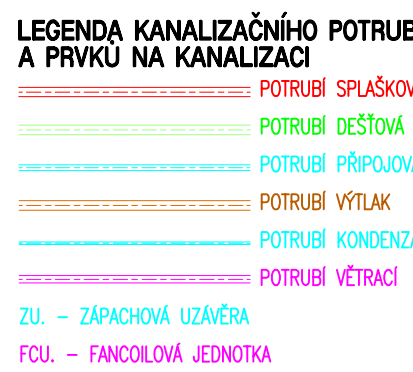 LEGENDA KANALIZAČNÍHO POTRUB
A PRVKŮ NA KANALIZACI
POTRUBÍ SPLAŠKOV
POTRUBÍ DEŠŤOVÁ
POTRUBÍ PŘIPOJOVA
POTRUBÍ VÝTLAK
POTRUBÍ KONDENZA
POTRUBÍ VĚTRACÍ
ZU. – ZÁPACHOVÁ UZÁVĚRA
FCU. – FANCOILOVÁ JEDNOTKA